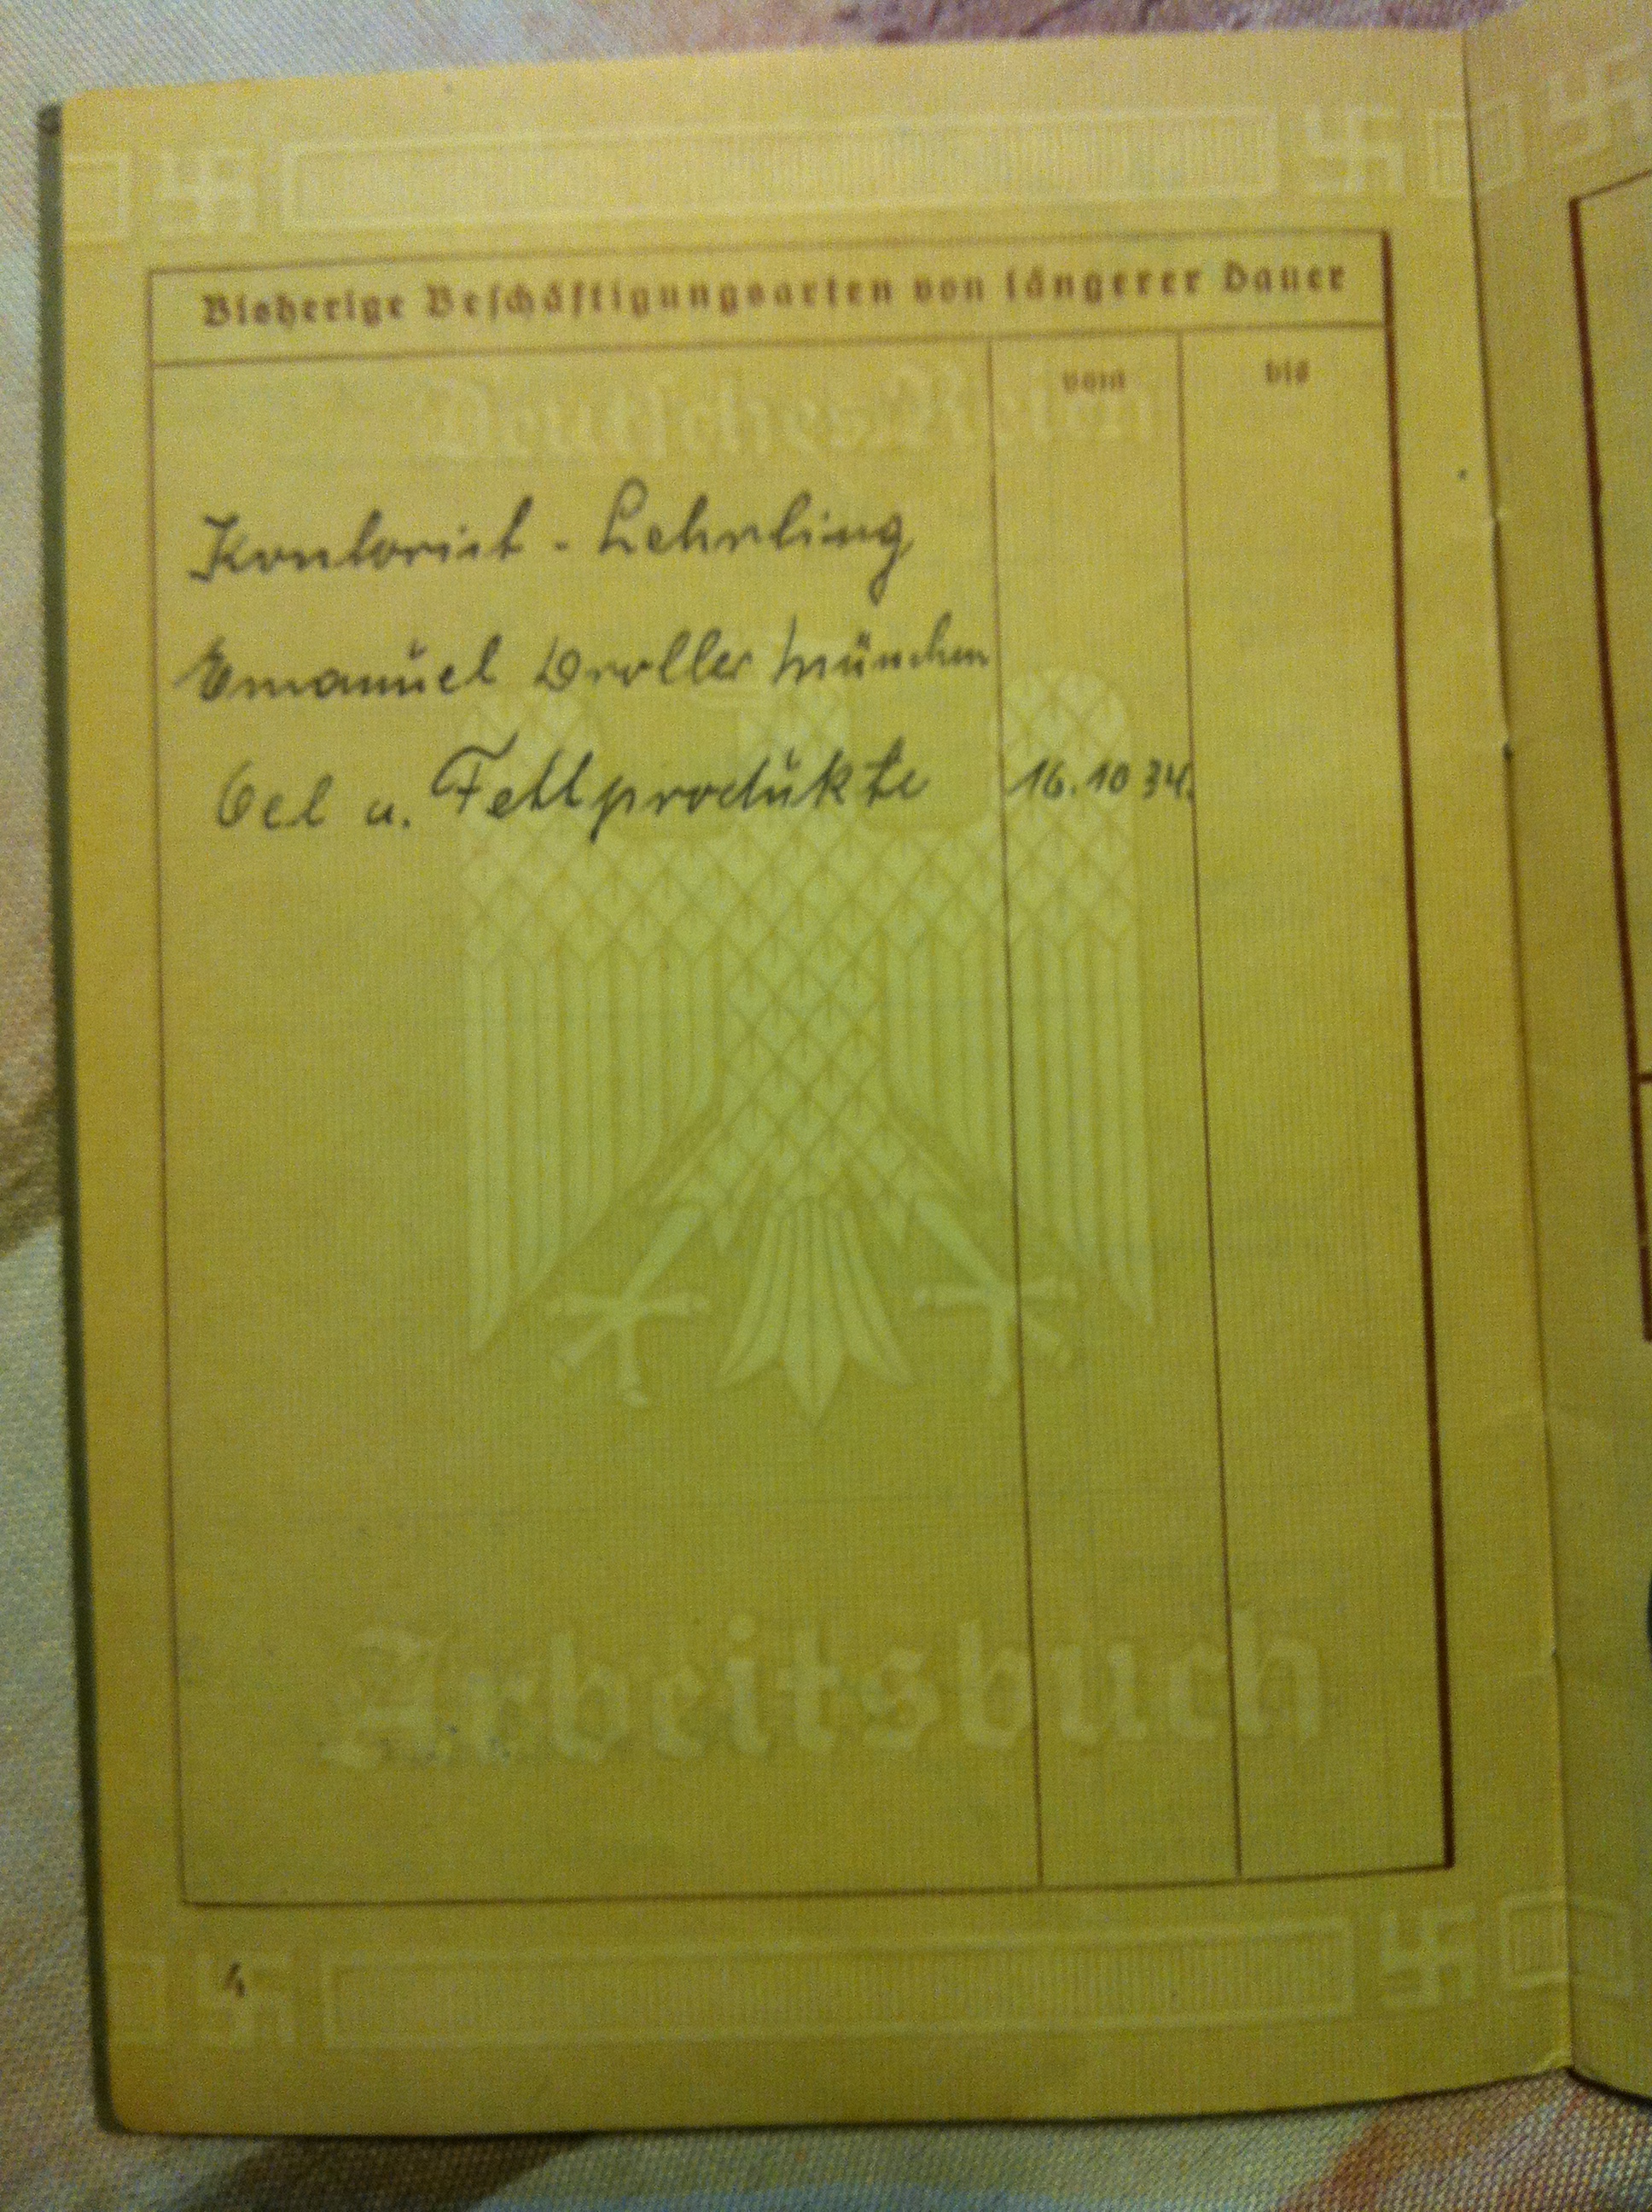 Bisherige Beschäftigungsarten von längerer Dauer
vom bis
Deutsches Reich
Kontorist - Lehrling
Emanuel Droller München
Oel u. Fettprodukte 16.10 34.
Arbeitsbuch
4